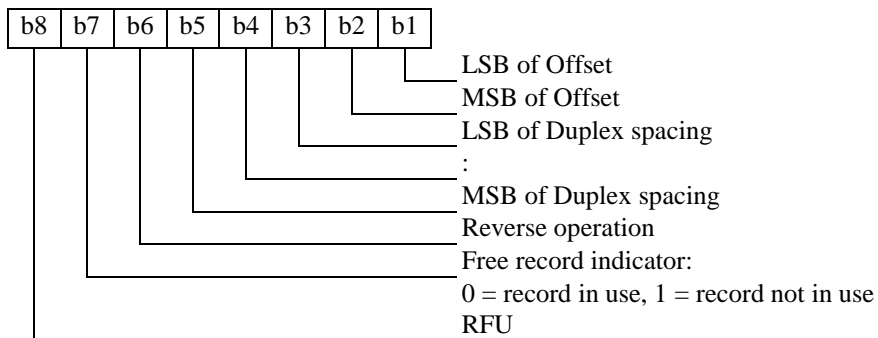 b8 b7 b6 b5 b4 b3 b2 b1
LSB of Offset
MSB of Offset
LSB of Duplex spacing
:
MSB of Duplex spacing
Reverse operation
Free record indicator:
0 = record in use, 1 = record not in use
RFU